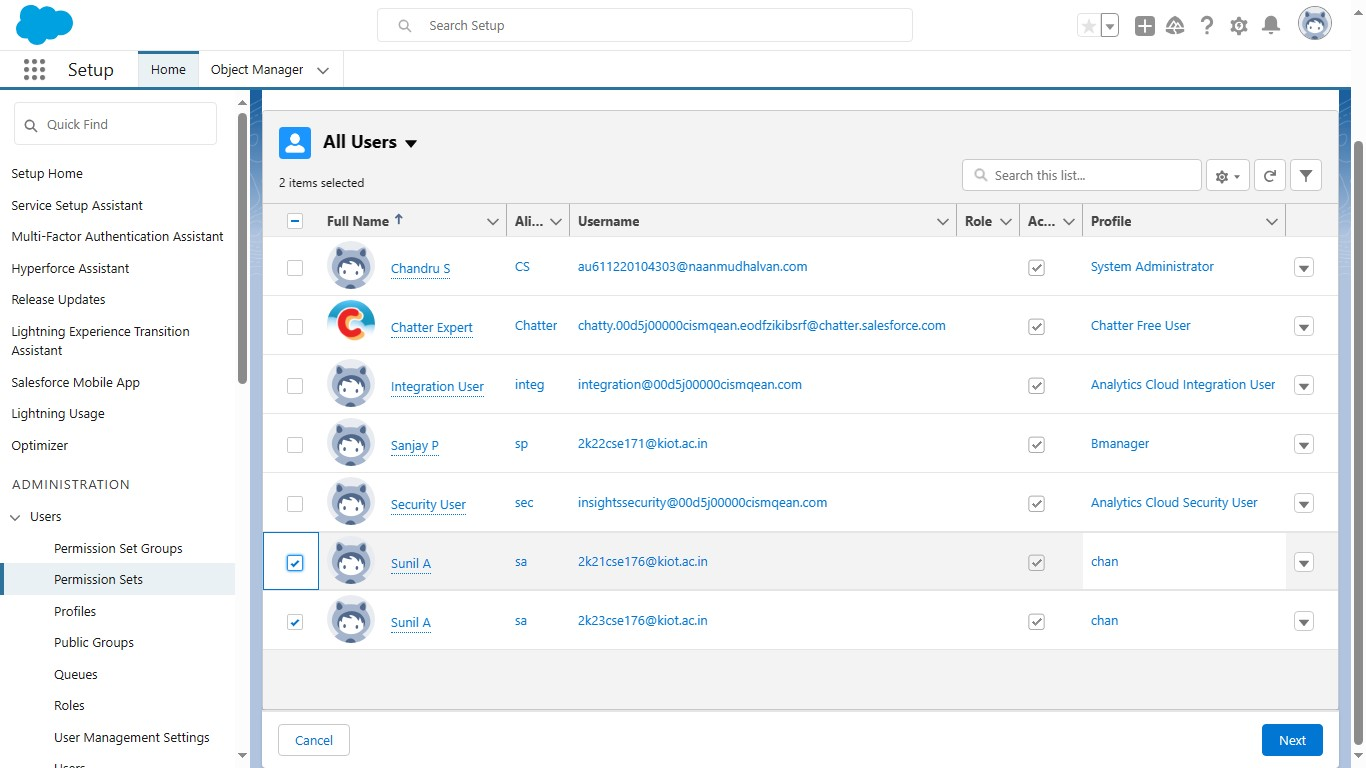 Search Setup
Setup
Home
Object Manager
Quick Find
Setup Home
Service Setup Assistant
Multi-Factor Authentication Assistant
Hyperforce Assistant
Release Updates
Lightning Experience Transition
Assistant
Salesforce Mobile App
Lightning Usage
Optimizer
ADMINISTRATION
Users
Permission Set Groups
Permission Sets
Profiles
Public Groups
Queues
Roles
User Management Settings
Users
All Users
2 items selected
Search this list...
Full Name Ali... Username Role Ac... Profile
Chandru S CS au611220104303@naanmudhalvan.com System Administrator
Chatter Expert Chatter chatty.00d5j00000cismqean.eodfzikibsrf@chatter.salesforce.com Chatter Free User
Integration User integ integration@00d5j00000cismqean.com Analytics Cloud Integration User
Sanjay P sp 2k22cse171@kiot.ac.in Bmanager
Security User sec insightssecurity@00d5j00000cismqean.com Analytics Cloud Security User
Sunil A sa 2k21cse176@kiot.ac.in chan
Sunil A sa 2k23cse176@kiot.ac.in chan
Cancel
Next